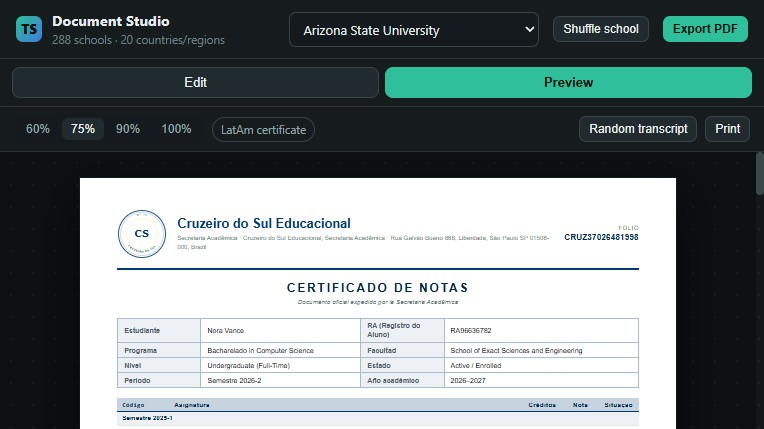 TS
Document Studio
288 schools · 20 countries/regions
Arizona State University
Shuffle school
Export PDF
Edit
Preview
60%
75%
90%
100%
LatAm certificate
Random transcript
Print
CS
Cruzeiro do Sul Educacional
Secretaria Acadêmica · Cruzeiro do Sul Educacional, Secretaria Acadêmica · Rua Galvão Bueno 868, Liberdade, São Paulo SP 01506-
000, Brazil
FOLIO
CRUZ37026481998
CERTIFICADO DE NOTAS
Documento oficial expedido por la Secretaria Acadêmica
Estudiante
Nora Vance
RA (Registro do
Aluno)
RA96636782
Programa
Bacharelado in Computer Science
Facultad
School of Exact Sciences and Engineering
Nivel
Undergraduate (Full-Time)
Estado
Active / Enrolled
Periodo
Semestre 2026-2
Año académico
2026–2027
Código
Asignatura
Créditos
Nota
Situação
Semestre 2025-1